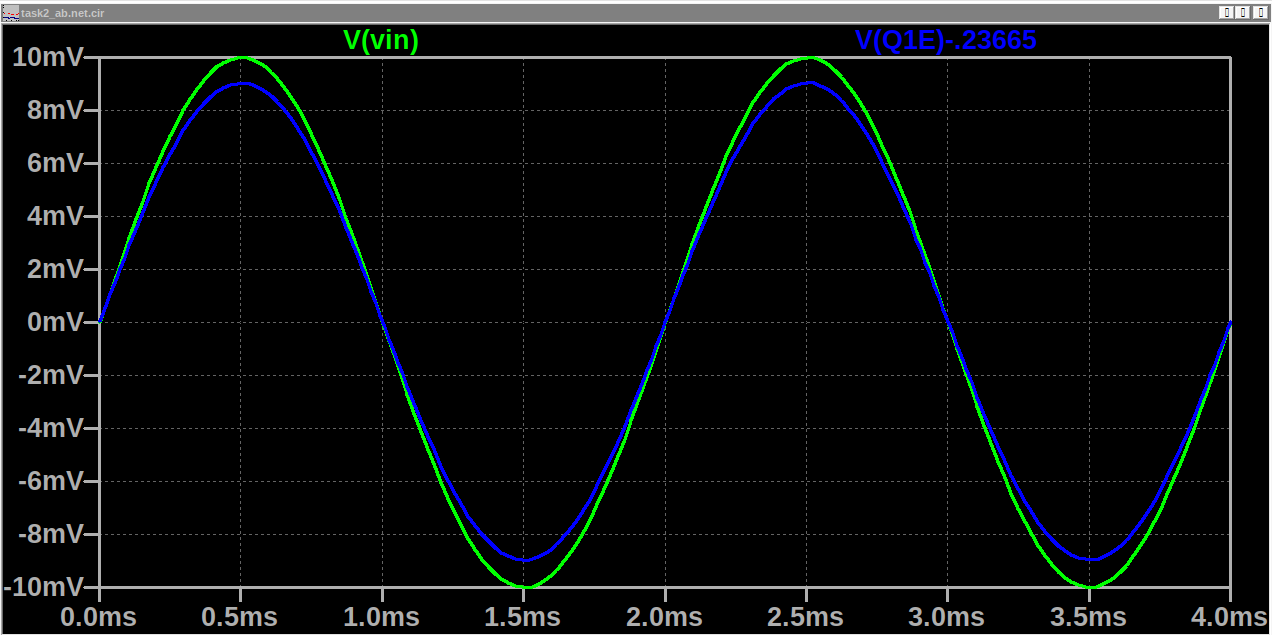 task2_ab.net.cir
V(vin) V(Q1E)-.23665
10mV
8mV
6mV
4mV
2mV
0mV
-2mV
-4mV
-6mV
-8mV
-10mV
0.0ms 0.5ms 1.0ms 1.5ms 2.0ms 2.5ms 3.0ms 3.5ms 4.0ms